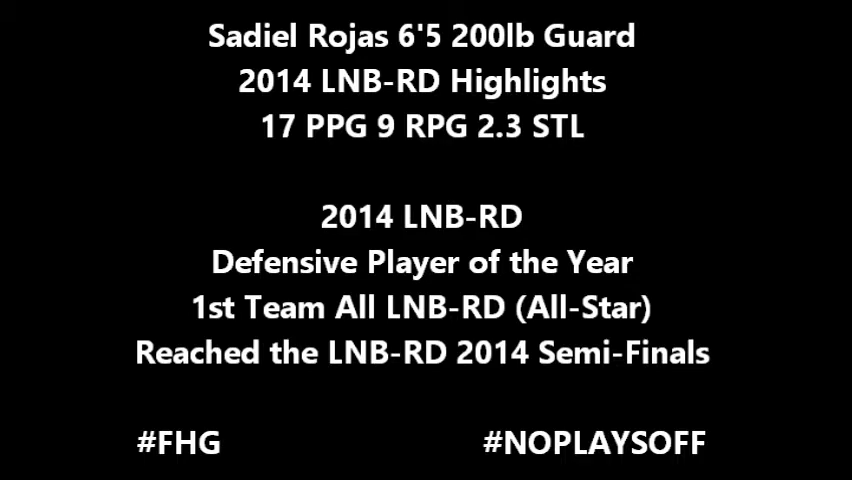 Sadiel Rojas 6'5 200lb Guard
2014 LNB-RD Highlights
17 PPG 9 RPG 2.3 STL
2014 LNB-RD
Defensive Player of the Year
1st Team All LNB-RD (All-Star)
Reached the LNB-RD 2014 Semi-Finals
#FHG #NOPLAYSOFF